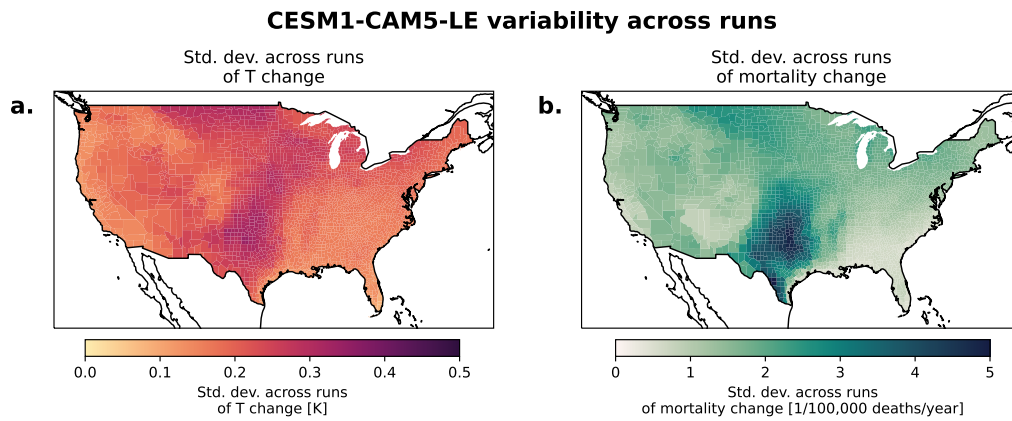 CESM1-CAM5-LE variability across runs
a.
Std. dev. across runs
of T change
0.0 0.1 0.2 0.3 0.4 0.5
Std. dev. across runs
of T change [K]
b.
Std. dev. across runs
of mortality change
0 1 2 3 4 5
Std. dev. across runs
of mortality change [1/100,000 deaths/year]